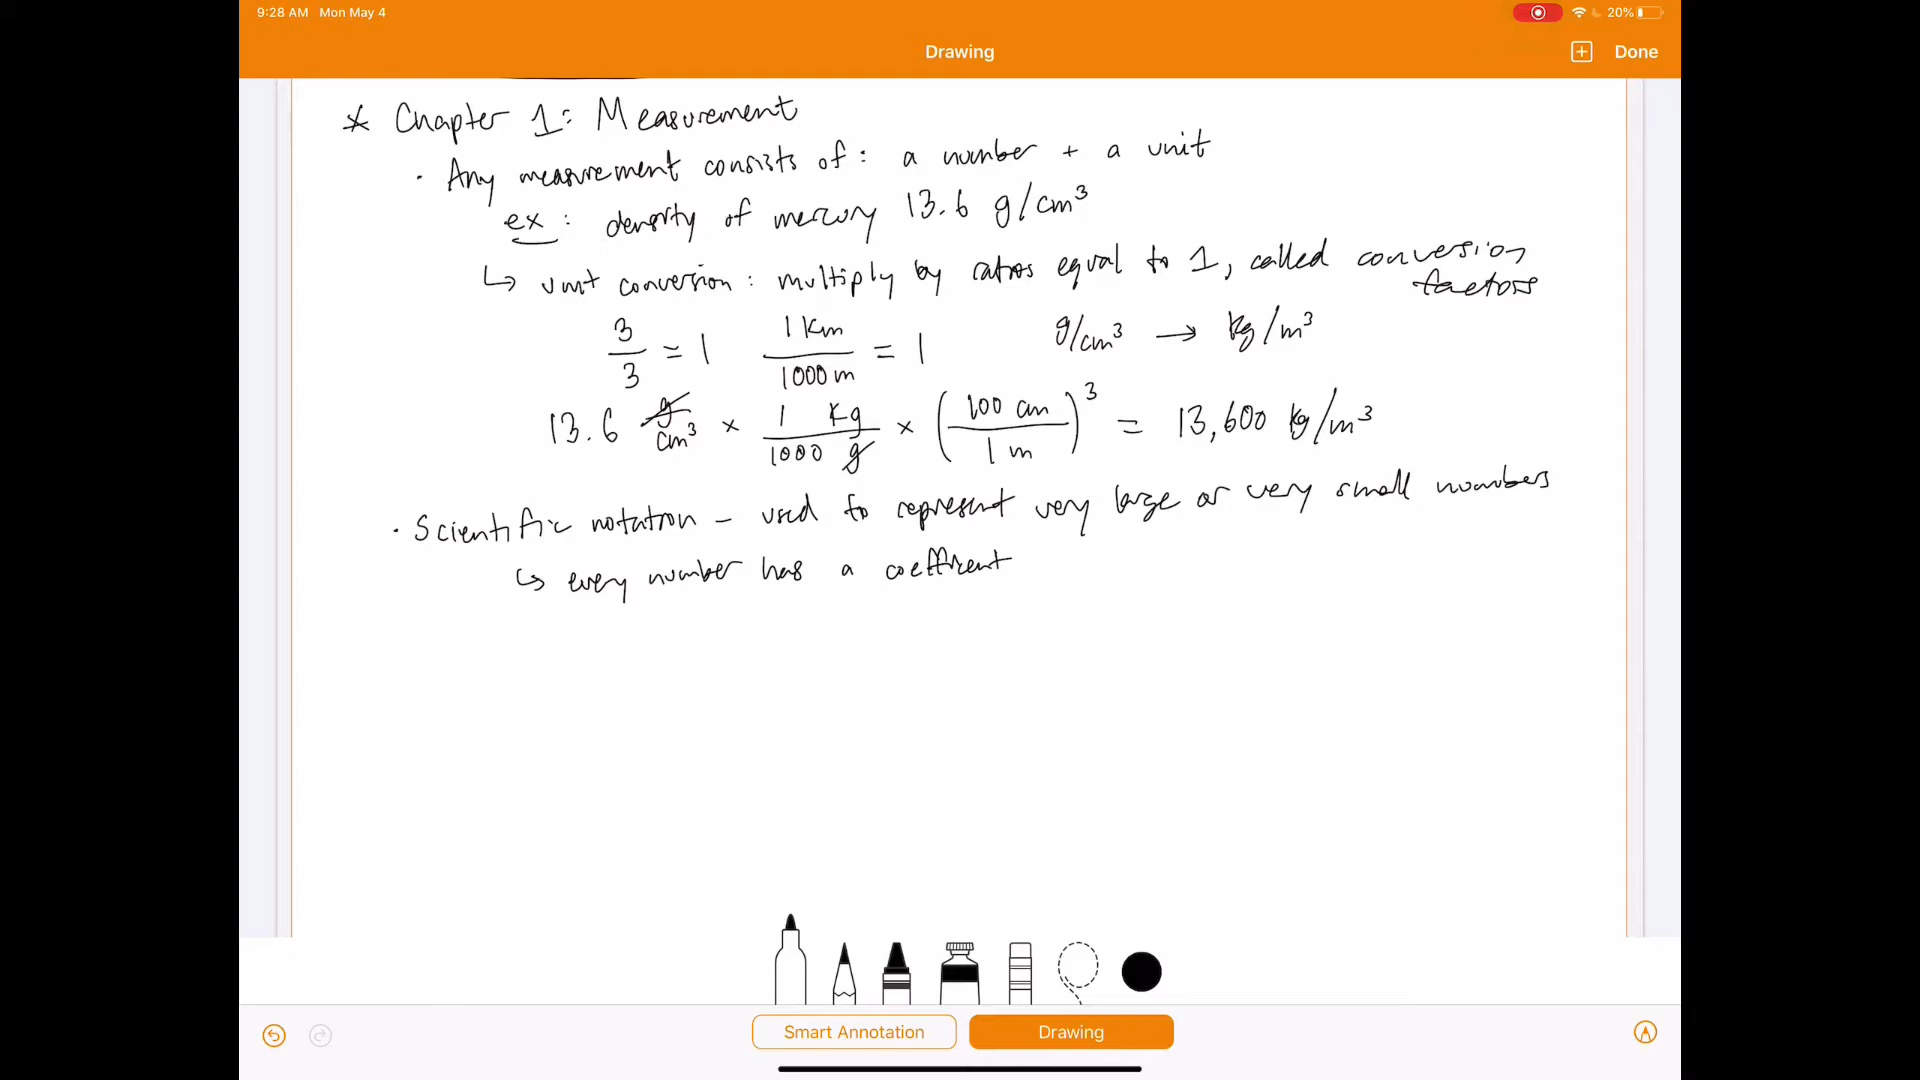 9:28 AM Mon May 4 20%
Drawing Done
* Chapter 1: Measurement
· Any measurement consists of: a number + a unit
ex: density of mercury 13.6 g/cm³
↳ unit conversion: multiply by ratios equal to 1, called conversion
factors
3/3 = 1 1 km/1000 m = 1 g/cm³ → kg/m³
13.6 g/cm³ × 1 kg/1000 g × (100 cm/1 m)³ = 13,600 kg/m³
· Scientific notation – used to represent very large or very small numbers
↳ every number has a coefficient
Smart Annotation Drawing